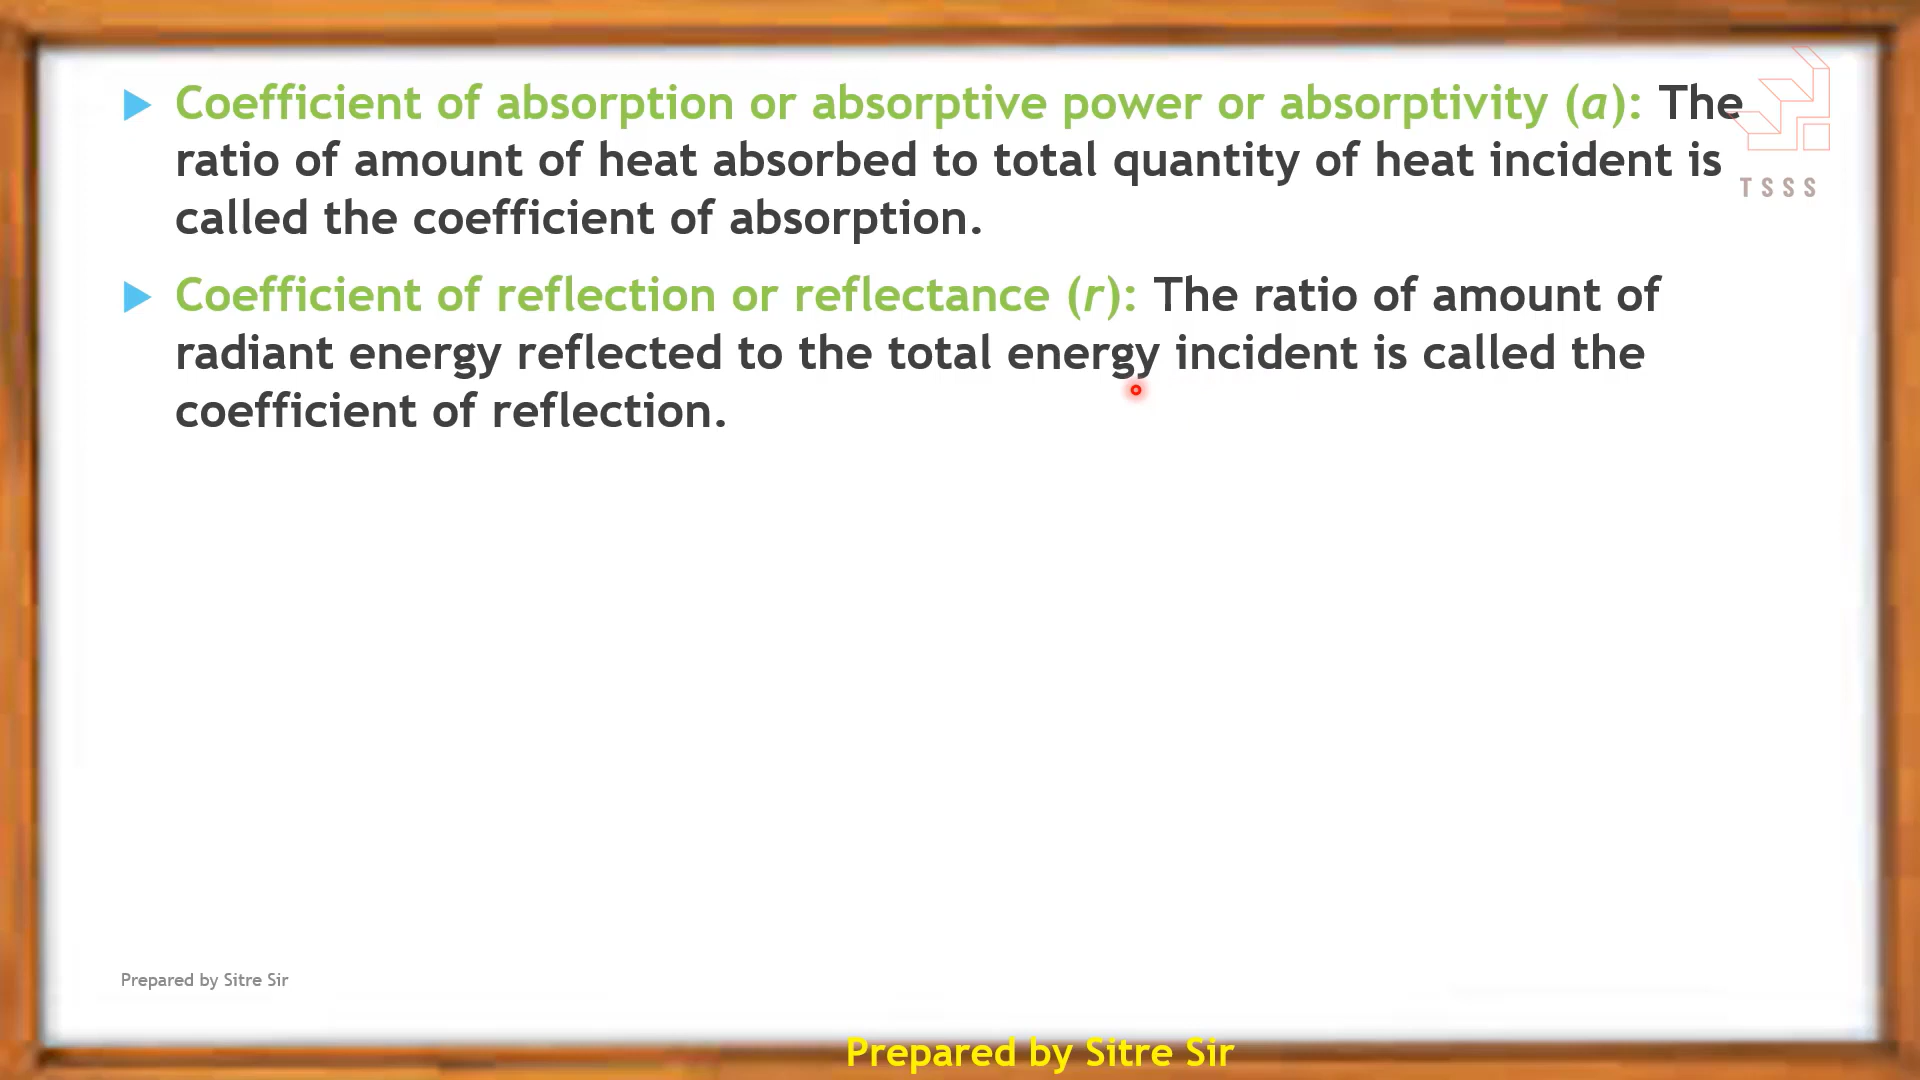 Coefficient of absorption or absorptive power or absorptivity (a): The
ratio of amount of heat absorbed to total quantity of heat incident is
called the coefficient of absorption.
TSSS
Coefficient of reflection or reflectance (r): The ratio of amount of
radiant energy reflected to the total energy incident is called the
coefficient of reflection.
Prepared by Sitre Sir
Prepared by Sitre Sir